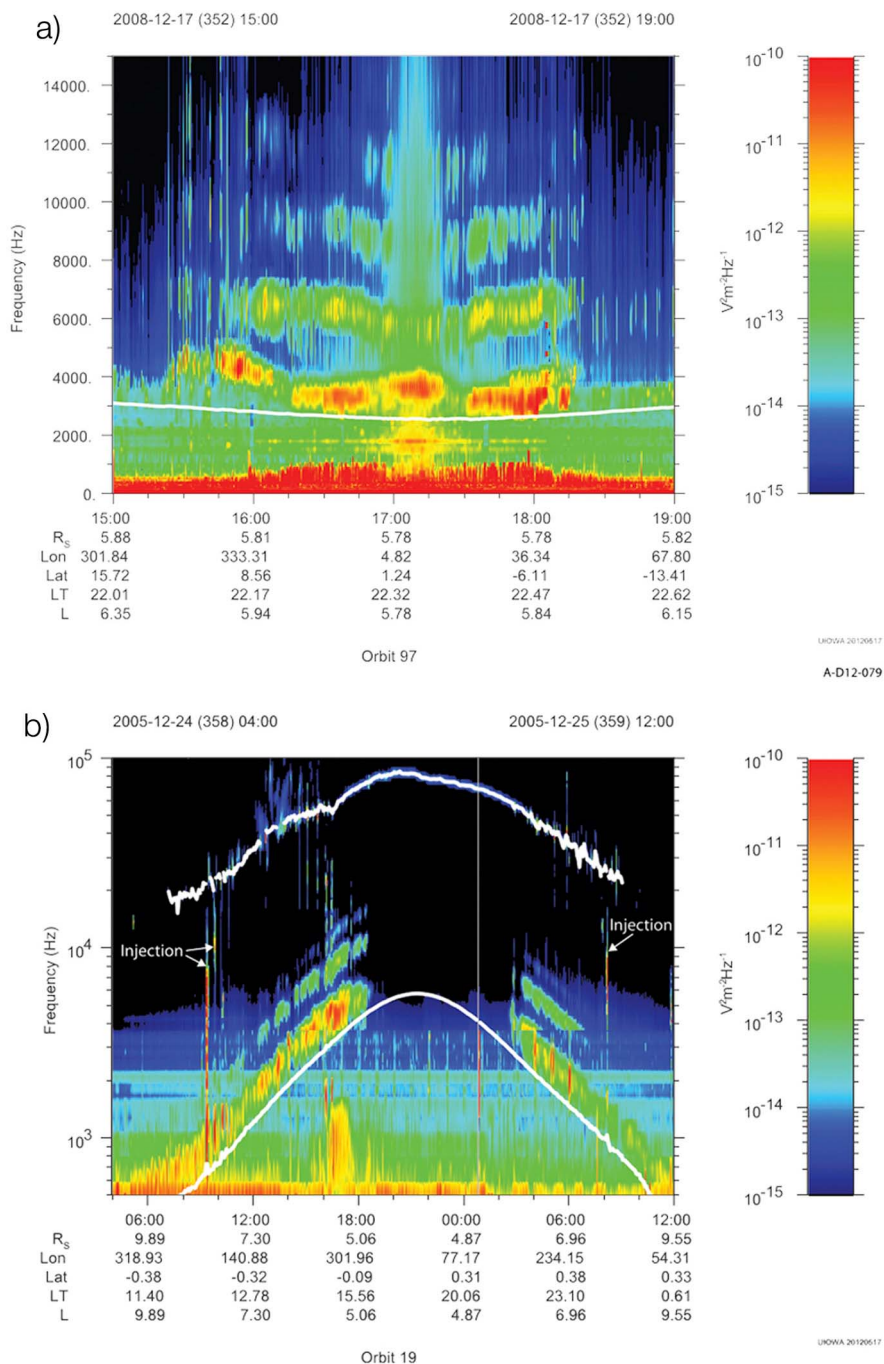 a)
2008-12-17 (352) 15:00 2008-12-17 (352) 19:00
14000.
12000.
10000.
8000.
6000.
4000.
2000.
0.
Frequency (Hz)
10-10
10-11
10-12
10-13
10-14
10-15
V2m-2Hz-1
15:00 16:00 17:00 18:00 19:00
RS 5.88 5.81 5.78 5.78 5.82
Lon 301.84 333.31 4.82 36.34 67.80
Lat 15.72 8.56 1.24 -6.11 -13.41
LT 22.01 22.17 22.32 22.47 22.62
L 6.35 5.94 5.78 5.84 6.15
Orbit 97
UIOWA 20120617
A-D12-079
b)
2005-12-24 (358) 04:00 2005-12-25 (359) 12:00
105
104
103
Frequency (Hz)
Injection
Injection
10-10
10-11
10-12
10-13
10-14
10-15
V2m-2Hz-1
06:00 12:00 18:00 00:00 06:00 12:00
RS 9.89 7.30 5.06 4.87 6.96 9.55
Lon 318.93 140.88 301.96 77.17 234.15 54.31
Lat -0.38 -0.32 -0.09 0.31 0.38 0.33
LT 11.40 12.78 15.56 20.06 23.10 0.61
L 9.89 7.30 5.06 4.87 6.96 9.55
Orbit 19
UIOWA 20120617